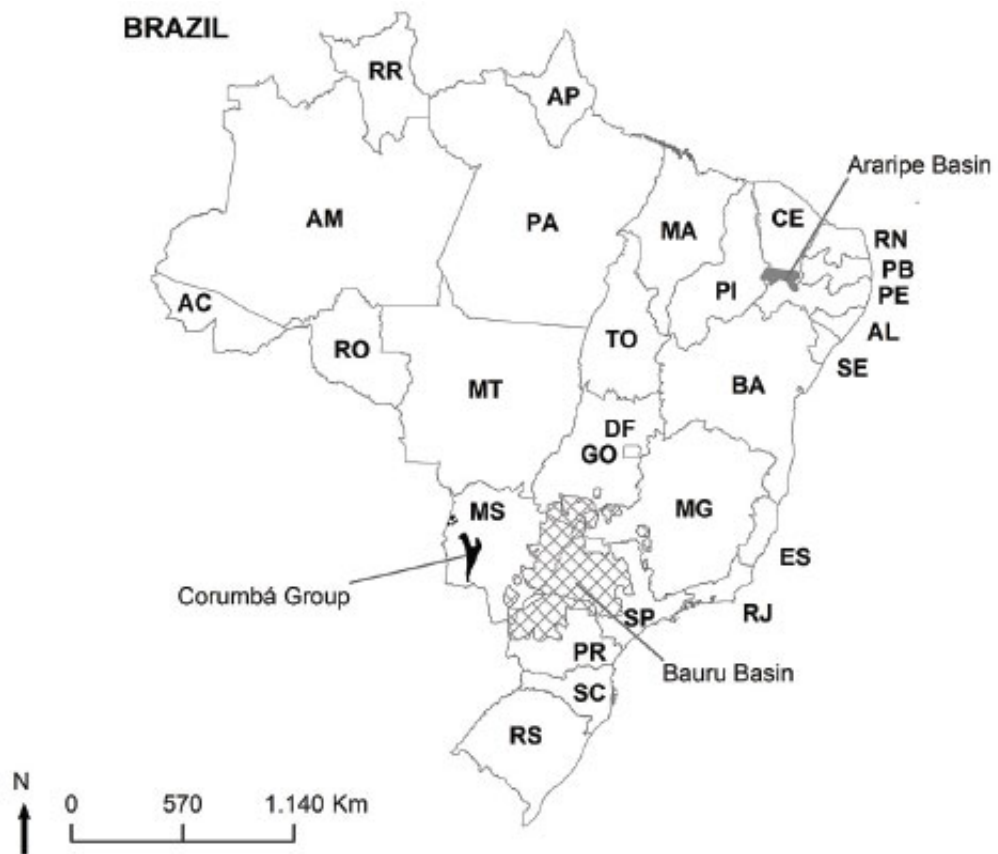 BRAZIL
RR
AP
Araripe Basin
AM
PA
MA
CE
RN
PB
PE
PI
AC
AL
RO
TO
SE
MT
BA
DF
GO
MS
MG
ES
Corumbá Group
SP
RJ
PR
Bauru Basin
SC
RS
N
0 570 1.140 Km